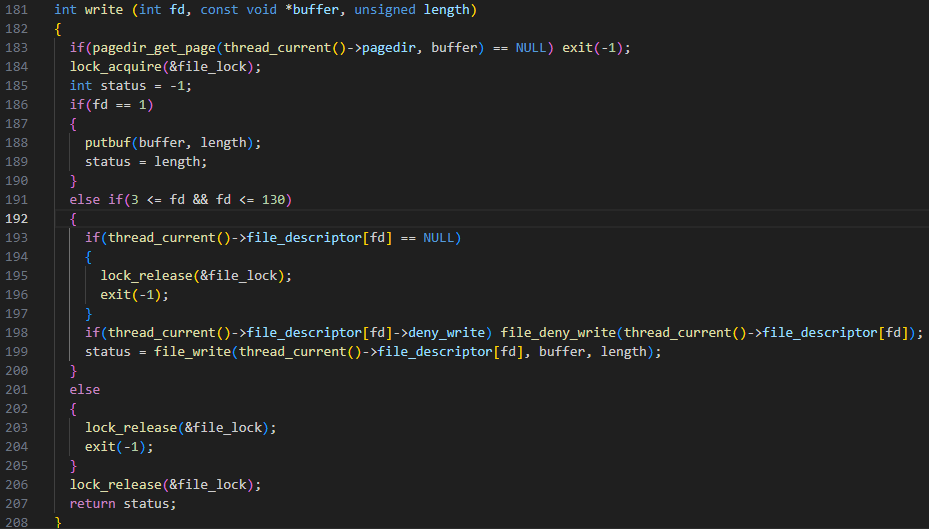 181 int write (int fd, const void *buffer, unsigned length)
182 {
183   if(pagedir_get_page(thread_current()->pagedir, buffer) == NULL) exit(-1);
184   lock_acquire(&file_lock);
185   int status = -1;
186   if(fd == 1)
187   {
188     putbuf(buffer, length);
189     status = length;
190   }
191   else if(3 <= fd && fd <= 130)
192   {
193     if(thread_current()->file_descriptor[fd] == NULL)
194     {
195       lock_release(&file_lock);
196       exit(-1);
197     }
198     if(thread_current()->file_descriptor[fd]->deny_write) file_deny_write(thread_current()->file_descriptor[fd]);
199     status = file_write(thread_current()->file_descriptor[fd], buffer, length);
200   }
201   else
202   {
203     lock_release(&file_lock);
204     exit(-1);
205   }
206   lock_release(&file_lock);
207   return status;
208 }